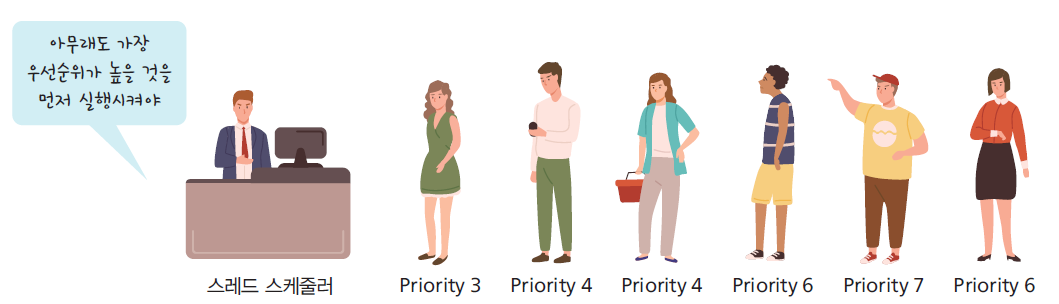 아무래도 가장
우선순위가 높을 것을
먼저 실행시켜야
스레드 스케줄러
Priority 3
Priority 4
Priority 4
Priority 6
Priority 7
Priority 6